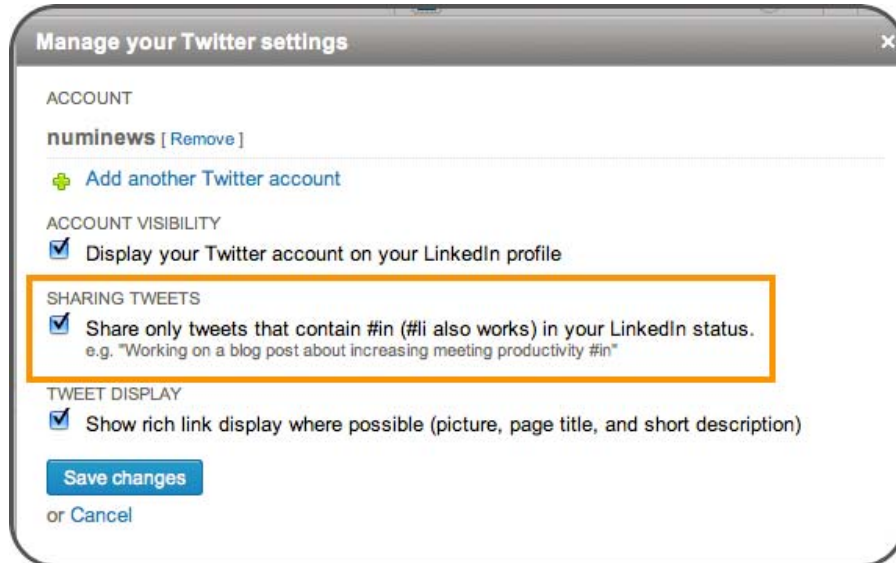 Manage your Twitter settings ×
ACCOUNT
numinews [ Remove ]
Add another Twitter account
ACCOUNT VISIBILITY
Display your Twitter account on your LinkedIn profile
SHARING TWEETS
Share only tweets that contain #in (#li also works) in your LinkedIn status.
e.g. "Working on a blog post about increasing meeting productivity #in"
TWEET DISPLAY
Show rich link display where possible (picture, page title, and short description)
Save changes
or Cancel